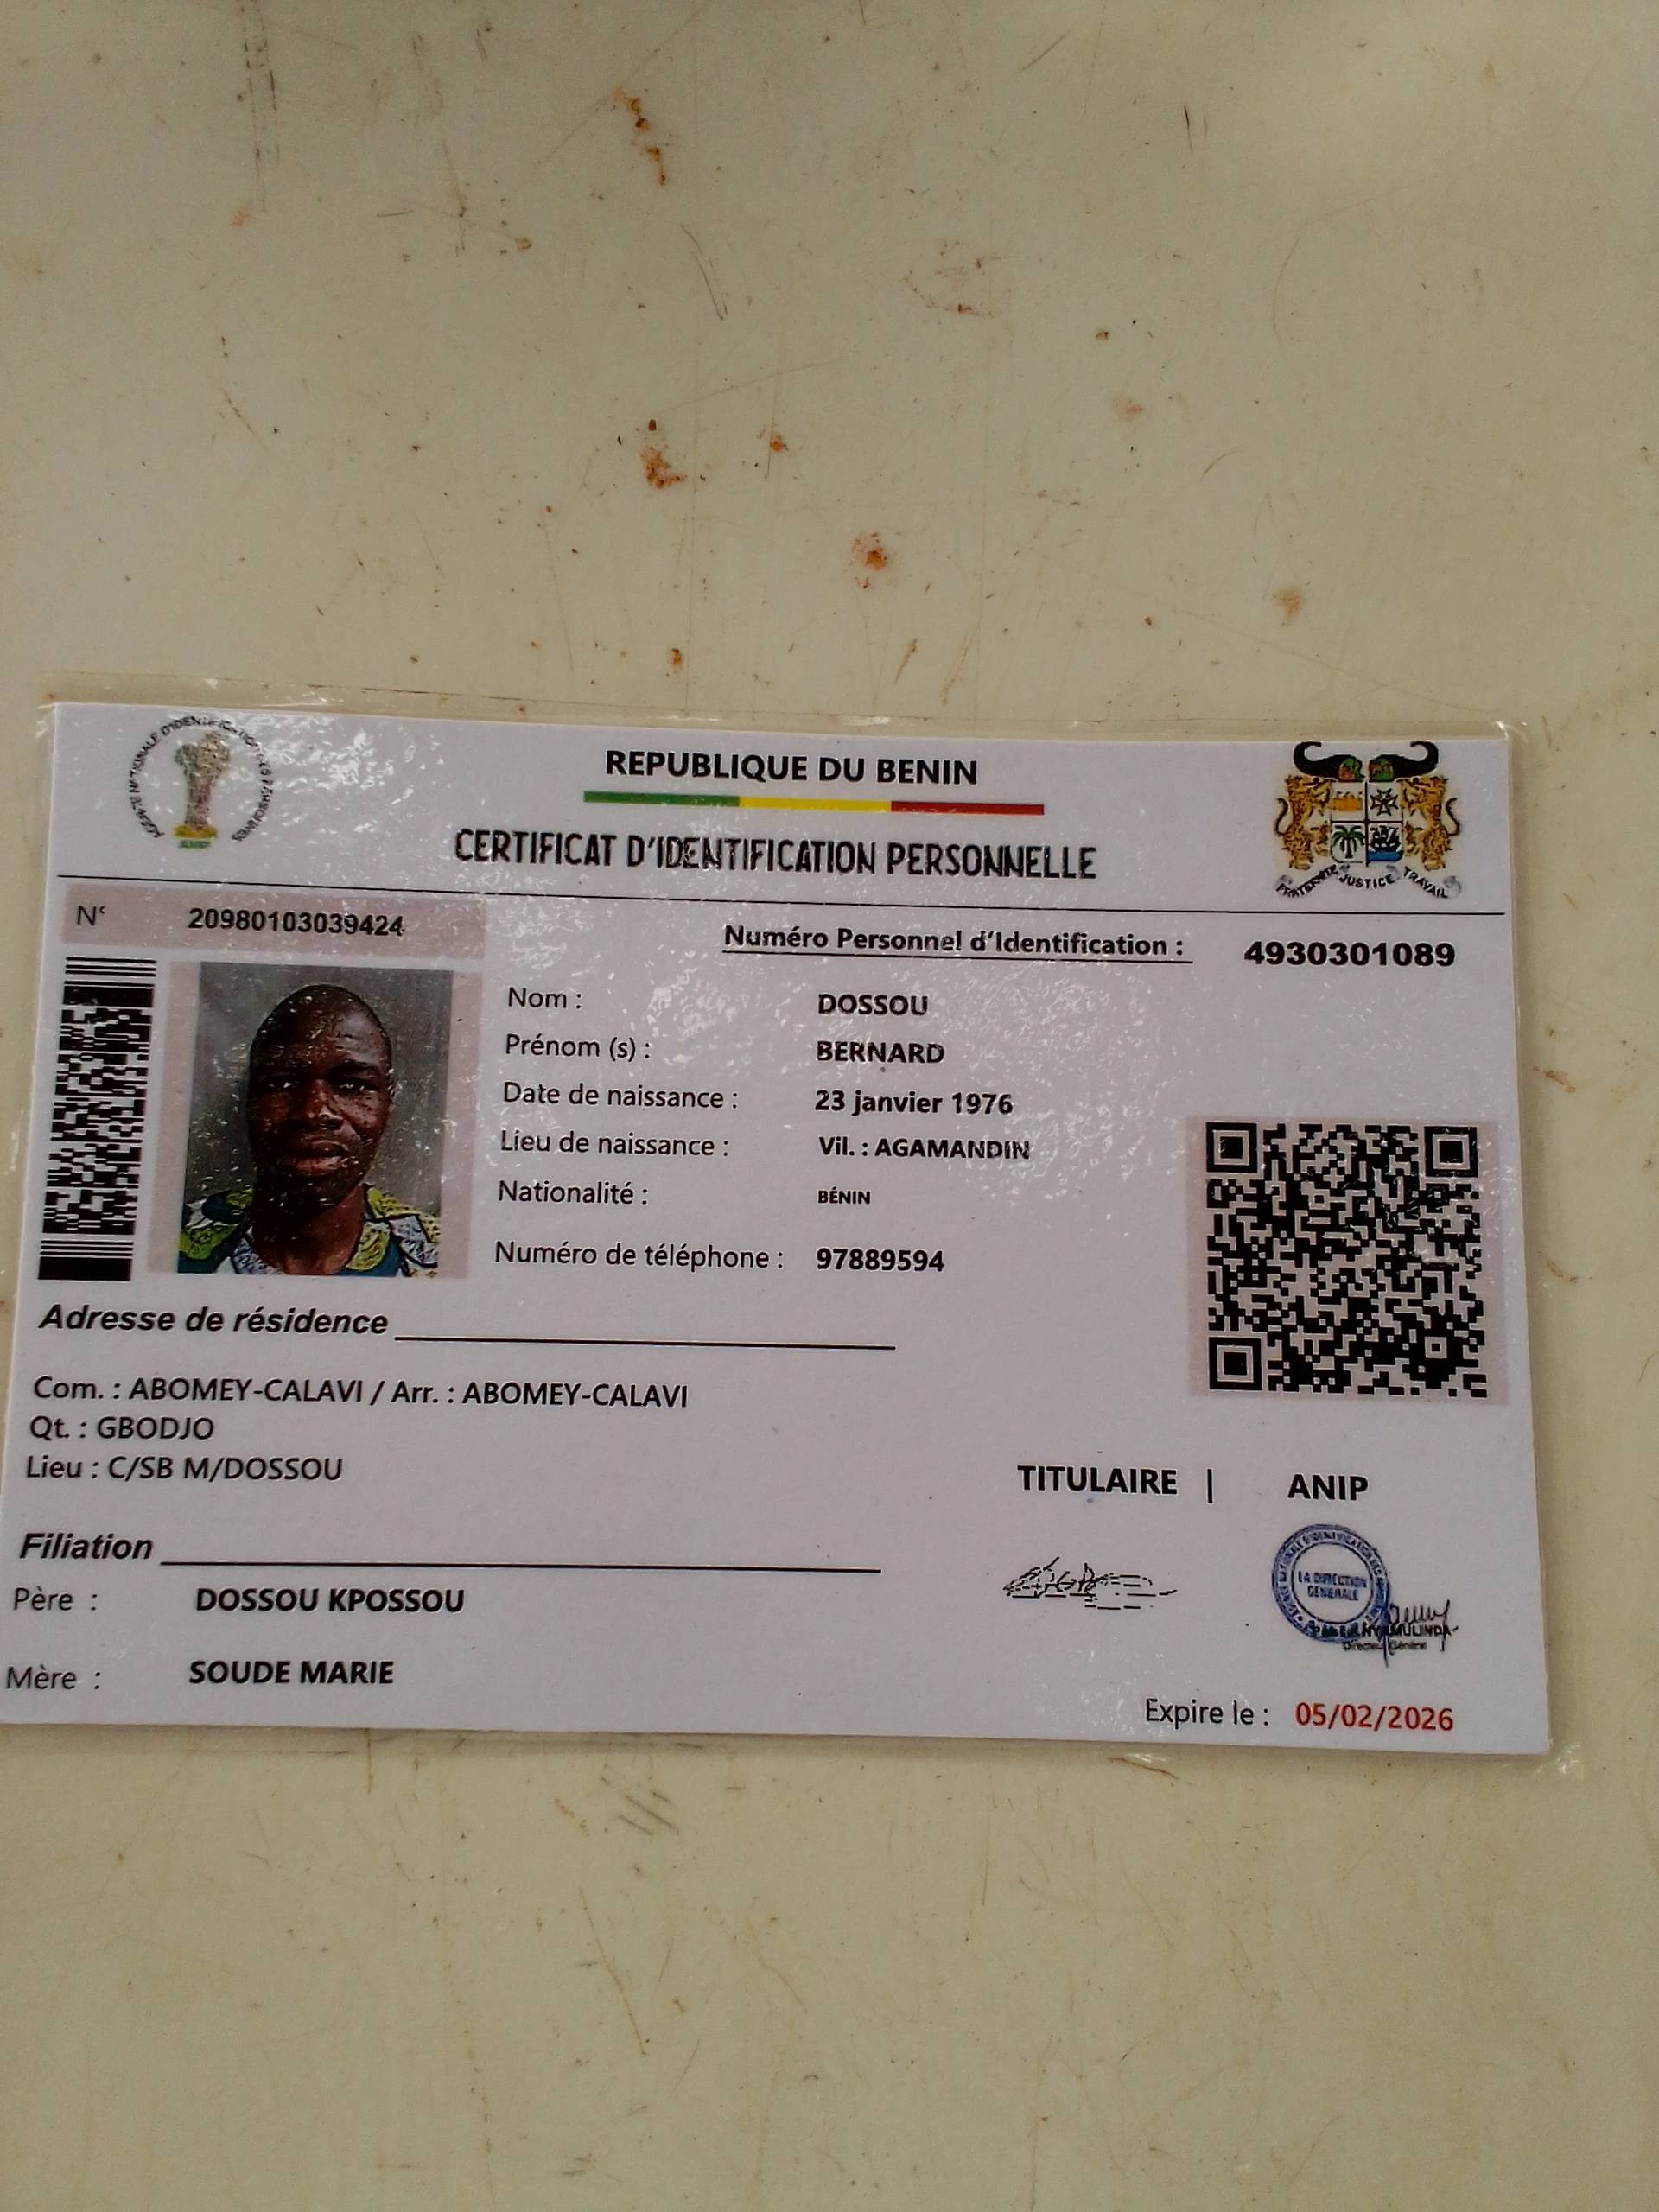 AGENCE NATIONALE D'IDENTIFICATION DES PERSONNES
ANIP
REPUBLIQUE DU BENIN
CERTIFICAT D'IDENTIFICATION PERSONNELLE
FRATERNITE JUSTICE TRAVAIL
N° 20980103039424
Numéro Personnel d'Identification : 4930301089
Nom : DOSSOU
Prénom (s) : BERNARD
Date de naissance : 23 janvier 1976
Lieu de naissance : Vil. : AGAMANDIN
Nationalité : BÉNIN
Numéro de téléphone : 97889594
Adresse de résidence
Com. : ABOMEY-CALAVI / Arr. : ABOMEY-CALAVI
Qt. : GBODJO
Lieu : C/SB M/DOSSOU
TITULAIRE | ANIP
Filiation
Père : DOSSOU KPOSSOU
Mère : SOUDE MARIE
LA DIRECTION
GENERALE
Directeur Général
Expire le : 05/02/2026